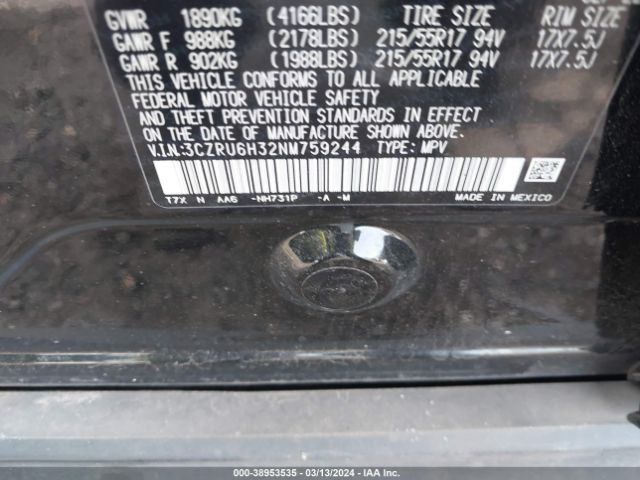 GVWR 1890KG (4166LBS) TIRE SIZE RIM SIZE
GAWR F 988KG (2178LBS) 215/55R17 94V 17X7.5J
GAWR R 902KG (1988LBS) 215/55R17 94V 17X7.5J
THIS VEHICLE CONFORMS TO ALL APPLICABLE
FEDERAL MOTOR VEHICLE SAFETY
AND THEFT PREVENTION STANDARDS IN EFFECT
ON THE DATE OF MANUFACTURE SHOWN ABOVE.
V.I.N:3CZRU6H32NM759244 TYPE: MPV
T7X N AA6 -NH731P -A -M MADE IN MEXICO
000-38953535 - 03/13/2024 - IAA Inc.